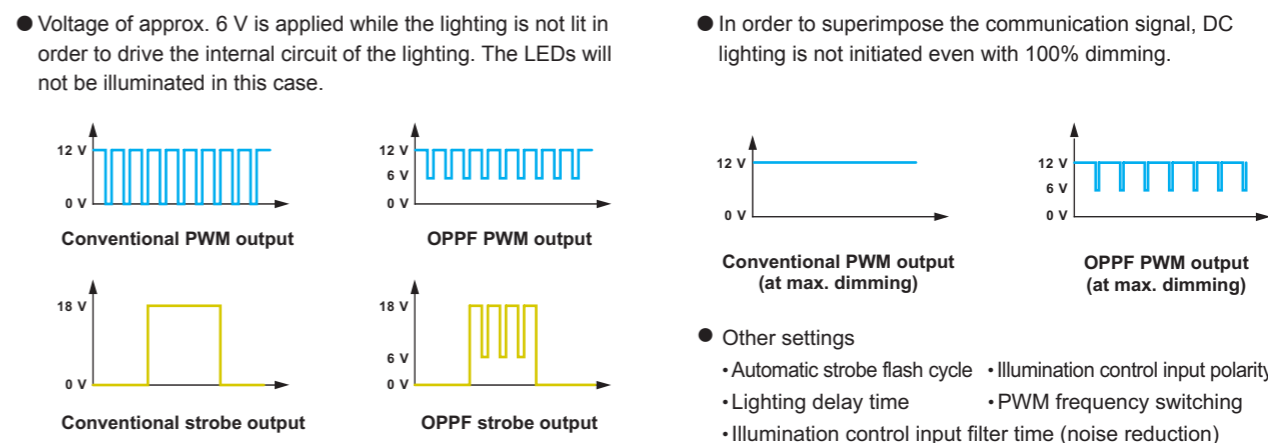 ● Voltage of approx. 6 V is applied while the lighting is not lit in
order to drive the internal circuit of the lighting. The LEDs will
not be illuminated in this case.
12 V
0 V
Conventional PWM output
12 V
6 V
0 V
OPPF PWM output
18 V
0 V
Conventional strobe output
18 V
6 V
0 V
OPPF strobe output
● In order to superimpose the communication signal, DC
lighting is not initiated even with 100% dimming.
12 V
0 V
Conventional PWM output
(at max. dimming)
12 V
6 V
0 V
OPPF PWM output
(at max. dimming)
● Other settings
・Automatic strobe flash cycle ・Illumination control input polarity
・Lighting delay time ・PWM frequency switching
・Illumination control input filter time (noise reduction)